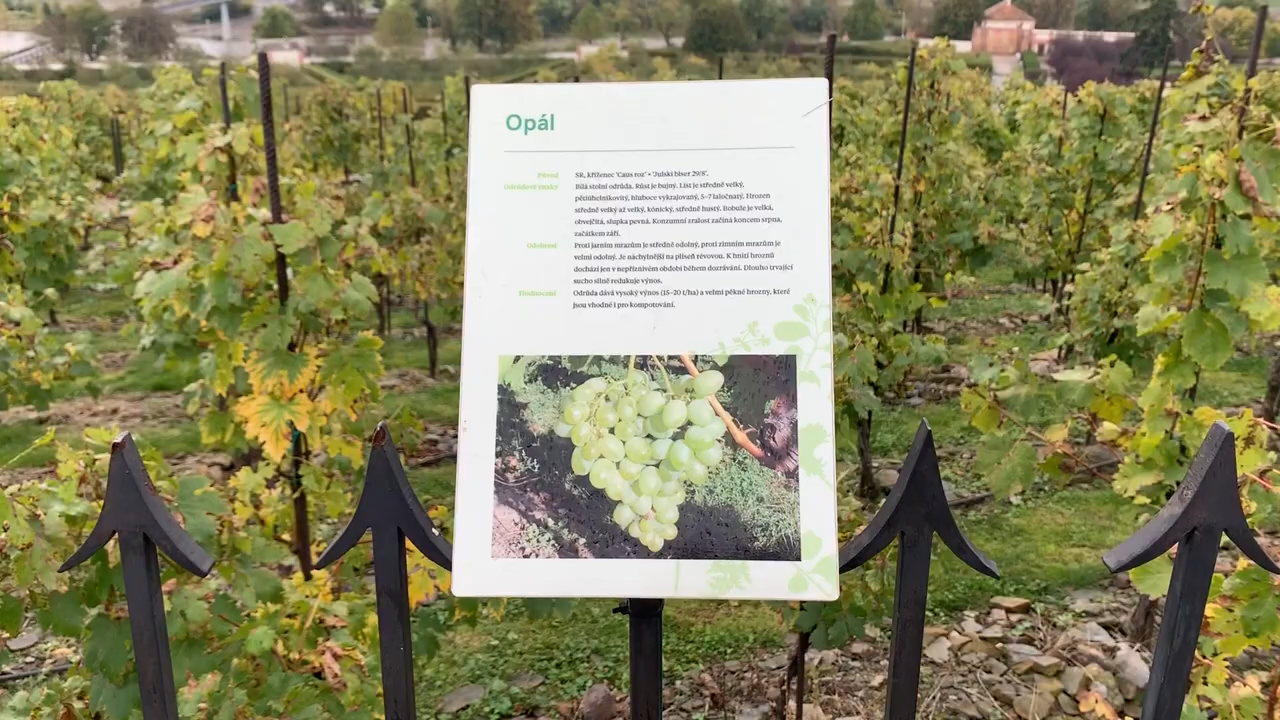 Opál
Původ SR, kříženec 'Caus roz' × 'Julski biser 29/8'.
Odrůdové znaky Bílá stolní odrůda. Růst je bujný. List je středně velký,
pětiúhelníkovitý, hluboce vykrajovaný, 5–7 laločnatý. Hrozen
středně velký až velký, kónický, středně hustý. Bobule je velká,
obvejčitá, slupka pevná. Konzumní zralost začíná koncem srpna,
začátkem září.
Odolnost Proti jarním mrazům je středně odolný, proti zimním mrazům je
velmi odolný. Je náchylnější na plíseň révovou. K hnití hroznů
dochází jen v nepříznivém období během dozrávání. Dlouho trvající
sucho silně redukuje výnos.
Hodnocení Odrůda dává vysoký výnos (15–20 t/ha) a velmi pěkné hrozny, které
jsou vhodné i pro kompotování.